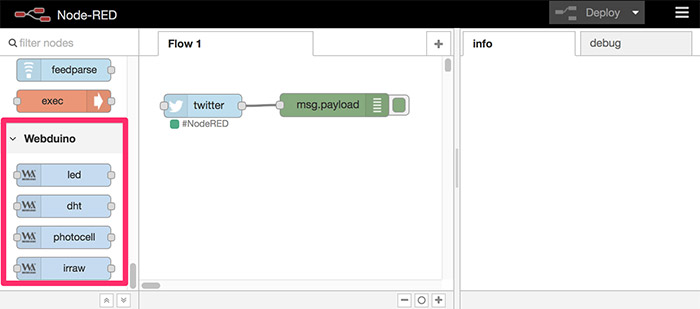 Node-RED
Deploy
filter nodes
Flow 1
info
debug
feedparse
exec
twitter
msg.payload
#NodeRED
Webduino
led
dht
photocell
irraw